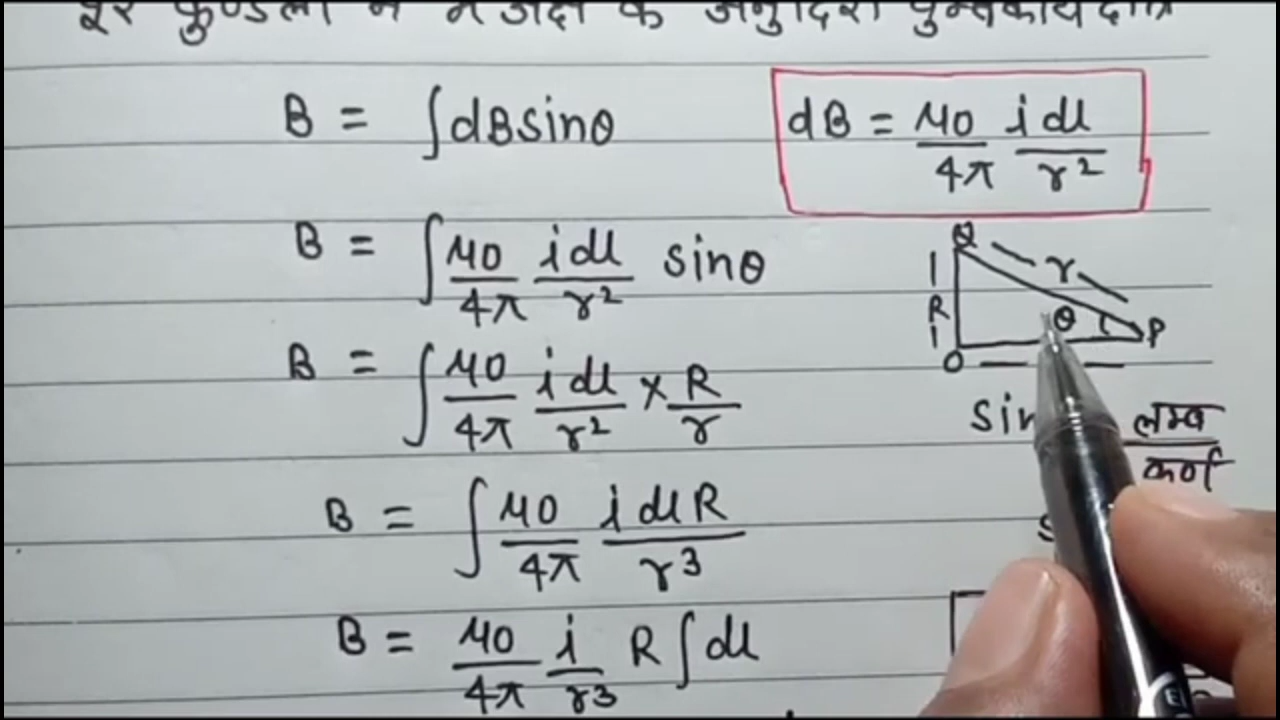 के
B = ∫dBsinθ
dB = μ0/4π idl/r²
B = ∫μ0/4π idl/r² sinθ
Q
r
R
θ
P
O
B = ∫μ0/4π idl/r² × R/r
sin
लम्ब/कर्ण
B = ∫μ0/4π idlR/r³
B = μ0/4π i/r3 R∫dl